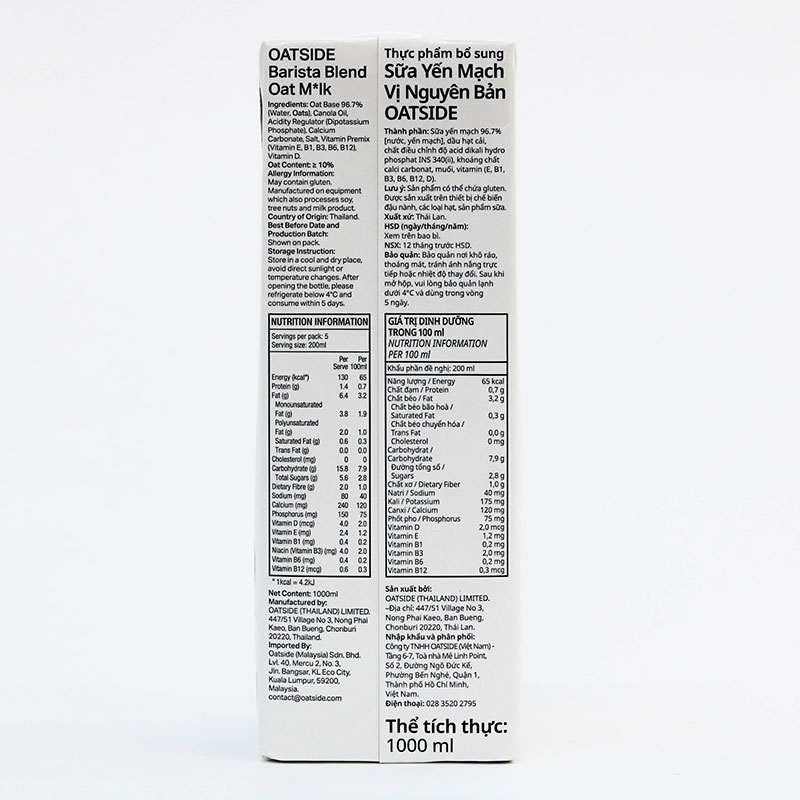 OATSIDE
Barista Blend
Oat M*lk
Ingredients: Oat Base 96.7%
(Water, Oats), Canola Oil,
Acidity Regulator (Dipotassium
Phosphate), Calcium
Carbonate, Salt, Vitamin Premix
(Vitamin E, B1, B3, B6, B12),
Vitamin D.
Oat Content: ≥ 10%
Allergy Information:
May contain gluten.
Manufactured on equipment
which also processes soy,
tree nuts and milk product.
Country of Origin: Thailand.
Best Before Date and
Production Batch:
Shown on pack.
Storage Instruction:
Store in a cool and dry place,
avoid direct sunlight or
temperature changes. After
opening the bottle, please
refrigerate below 4°C and
consume within 5 days.
NUTRITION INFORMATION
Servings per pack: 5
Serving size: 200ml
Per Per
Serve 100ml
Energy (kcal*) 130 65
Protein (g) 1.4 0.7
Fat (g) 6.4 3.2
Monounsaturated
Fat (g) 3.8 1.9
Polyunsaturated
Fat (g) 2.0 1.0
Saturated Fat (g) 0.6 0.3
Trans Fat (g) 0.0 0.0
Cholesterol (mg) 0 0
Carbohydrate (g) 15.8 7.9
Total Sugars (g) 5.6 2.8
Dietary Fibre (g) 2.0 1.0
Sodium (mg) 80 40
Calcium (mg) 240 120
Phosphorus (mg) 150 75
Vitamin D (mcg) 4.0 2.0
Vitamin E (mg) 2.4 1.2
Vitamin B1 (mg) 0.4 0.2
Niacin (Vitamin B3) (mg) 4.0 2.0
Vitamin B6 (mg) 0.4 0.2
Vitamin B12 (mcg) 0.6 0.3
* 1kcal = 4.2kJ
Net Content: 1000ml
Manufactured by:
OATSIDE (THAILAND) LIMITED.
447/51 Village No 3, Nong Phai
Kaeo, Ban Bueng, Chonburi
20220, Thailand.
Imported By:
Oatside (Malaysia) Sdn. Bhd.
Lvl. 40, Mercu 2, No. 3,
Jln. Bangsar, KL Eco City,
Kuala Lumpur, 59200,
Malaysia.
contact@oatside.com
Thực phẩm bổ sung
Sữa Yến Mạch
Vị Nguyên Bản
OATSIDE
Thành phần: Sữa yến mạch 96.7%
[nước, yến mạch], dầu hạt cải,
chất điều chỉnh độ acid dikali hydro
phosphat INS 340(ii), khoáng chất
calci carbonat, muối, vitamin (E, B1,
B3, B6, B12, D).
Lưu ý: Sản phẩm có thể chứa gluten.
Được sản xuất trên thiết bị chế biến
đậu nành, các loại hạt, sản phẩm sữa.
Xuất xứ: Thái Lan.
HSD (ngày/tháng/năm):
Xem trên bao bì.
NSX: 12 tháng trước HSD.
Bảo quản: Bảo quản nơi khô ráo,
thoáng mát, tránh ánh nắng trực
tiếp hoặc nhiệt độ thay đổi. Sau khi
mở hộp, vui lòng bảo quản lạnh
dưới 4°C và dùng trong vòng
5 ngày.
GIÁ TRỊ DINH DƯỠNG
TRONG 100 ml
NUTRITION INFORMATION
PER 100 ml
Khẩu phần đề nghị: 200 ml
Năng lượng / Energy 65 kcal
Chất đạm / Protein 0,7 g
Chất béo / Fat 3,2 g
Chất béo bão hoà /
Saturated Fat 0,3 g
Chất béo chuyển hóa /
Trans Fat 0,0 g
Cholesterol 0 mg
Carbohydrat /
Carbohydrate 7,9 g
Đường tổng số /
Sugars 2,8 g
Chất xơ / Dietary Fiber 1,0 g
Natri / Sodium 40 mg
Kali / Potassium 175 mg
Canxi / Calcium 120 mg
Phốt pho / Phosphorus 75 mg
Vitamin D 2,0 mcg
Vitamin E 1,2 mg
Vitamin B1 0,2 mg
Vitamin B3 2,0 mg
Vitamin B6 0,2 mg
Vitamin B12 0,3 mcg
Sản xuất bởi:
OATSIDE (THAILAND) LIMITED.
–Địa chỉ: 447/51 Village No 3,
Nong Phai Kaeo, Ban Bueng,
Chonburi 20220, Thái Lan.
Nhập khẩu và phân phối:
Công ty TNHH OATSIDE (Việt Nam) -
Tầng 6-7, Toà nhà Mê Linh Point,
Số 2, Đường Ngô Đức Kế,
Phường Bến Nghé, Quận 1,
Thành phố Hồ Chí Minh,
Việt Nam.
Điện thoại: 028 3520 2795
Thể tích thực:
1000 ml